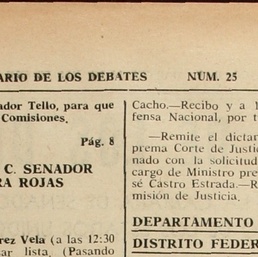 ARIO DE LOS DEBATES NUM. 25
ador Tello, para que
Comisiones.
Pág. 8
C. SENADOR
RA ROJAS
rez Vela (a las 12:30
sar lista. (Pasando
Cacho.—Recibo y a l
fensa Nacional, por t
—Remite el dictam
prema Corte de Justic
nado con la solicitud
cargo de Ministro pre
sé Castro Estrada.—R
misión de Justicia.
DEPARTAMENTO
DISTRITO FEDER